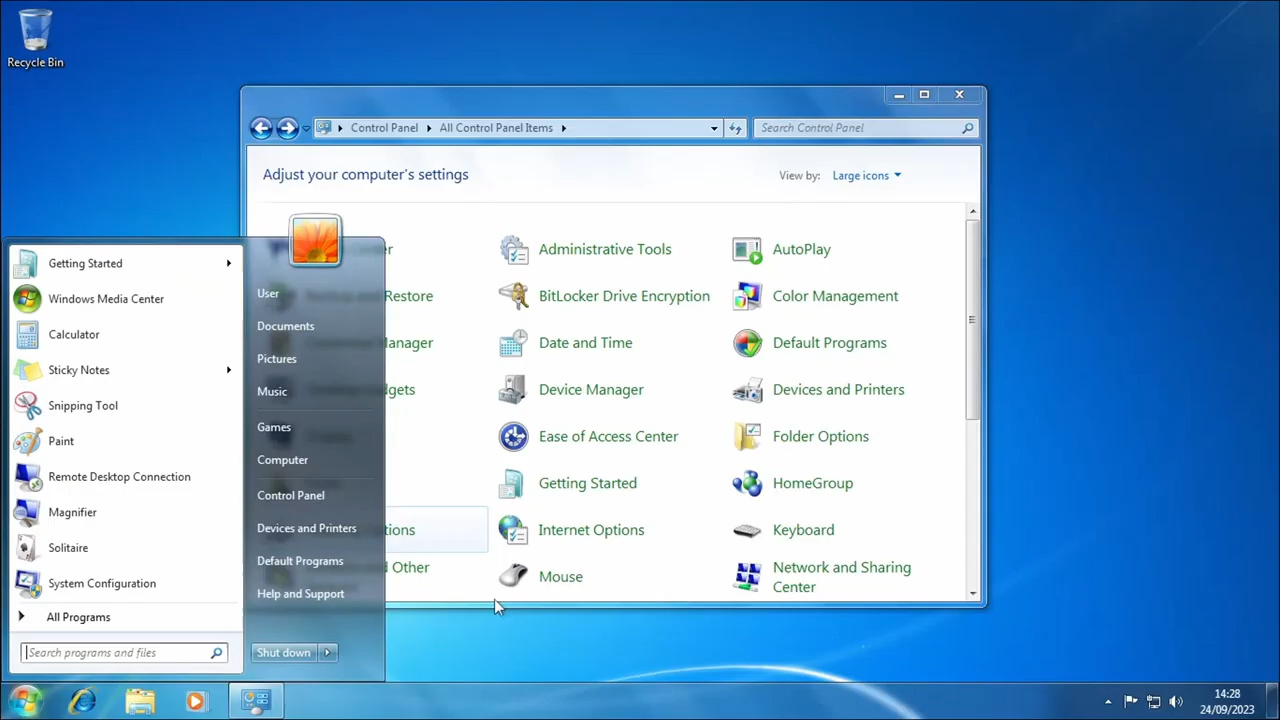 Recycle Bin
Control Panel
All Control Panel Items
Search Control Panel
Adjust your computer's settings
View by:
Large icons
Administrative Tools
AutoPlay
Restore
BitLocker Drive Encryption
Color Management
Manager
Date and Time
Default Programs
Device Manager
Devices and Printers
Ease of Access Center
Folder Options
Getting Started
HomeGroup
Internet Options
Keyboard
Other
Mouse
Network and Sharing
Center
Getting Started
Windows Media Center
Calculator
Sticky Notes
Snipping Tool
Paint
Remote Desktop Connection
Magnifier
Solitaire
System Configuration
All Programs
Search programs and files
User
Documents
Pictures
Music
Games
Computer
Control Panel
Devices and Printers
Default Programs
Help and Support
Shut down
14:28
24/09/2023